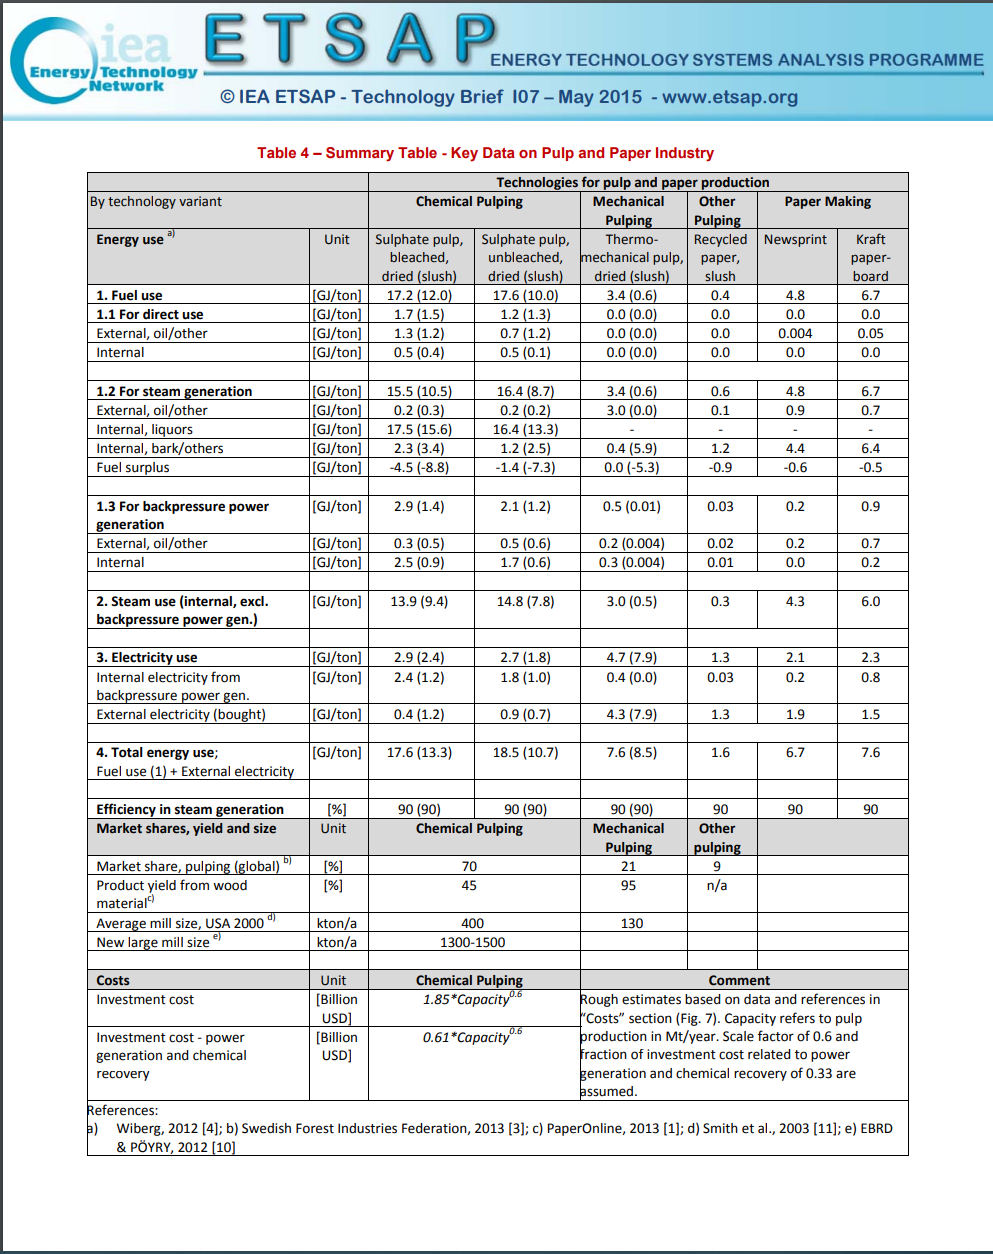 iea
Energy Technology
Network
ETSAP
ENERGY TECHNOLOGY SYSTEMS ANALYSIS PROGRAMME
© IEA ETSAP - Technology Brief I07 – May 2015 - www.etsap.org
Table 4 – Summary Table - Key Data on Pulp and Paper Industry
Technologies for pulp and paper production
By technology variant Chemical Pulping Mechanical Pulping Other Pulping Paper Making
Energy use a) Unit Sulphate pulp, bleached, dried (slush) Sulphate pulp, unbleached, dried (slush) Thermo-mechanical pulp, dried (slush) Recycled paper, slush Newsprint Kraft paper-board
1. Fuel use [GJ/ton] 17.2 (12.0) 17.6 (10.0) 3.4 (0.6) 0.4 4.8 6.7
1.1 For direct use [GJ/ton] 1.7 (1.5) 1.2 (1.3) 0.0 (0.0) 0.0 0.0 0.0
External, oil/other [GJ/ton] 1.3 (1.2) 0.7 (1.2) 0.0 (0.0) 0.0 0.004 0.05
Internal [GJ/ton] 0.5 (0.4) 0.5 (0.1) 0.0 (0.0) 0.0 0.0 0.0
1.2 For steam generation [GJ/ton] 15.5 (10.5) 16.4 (8.7) 3.4 (0.6) 0.6 4.8 6.7
External, oil/other [GJ/ton] 0.2 (0.3) 0.2 (0.2) 3.0 (0.0) 0.1 0.9 0.7
Internal, liquors [GJ/ton] 17.5 (15.6) 16.4 (13.3) - - - -
Internal, bark/others [GJ/ton] 2.3 (3.4) 1.2 (2.5) 0.4 (5.9) 1.2 4.4 6.4
Fuel surplus [GJ/ton] -4.5 (-8.8) -1.4 (-7.3) 0.0 (-5.3) -0.9 -0.6 -0.5
1.3 For backpressure power generation [GJ/ton] 2.9 (1.4) 2.1 (1.2) 0.5 (0.01) 0.03 0.2 0.9
External, oil/other [GJ/ton] 0.3 (0.5) 0.5 (0.6) 0.2 (0.004) 0.02 0.2 0.7
Internal [GJ/ton] 2.5 (0.9) 1.7 (0.6) 0.3 (0.004) 0.01 0.0 0.2
2. Steam use (internal, excl. backpressure power gen.) [GJ/ton] 13.9 (9.4) 14.8 (7.8) 3.0 (0.5) 0.3 4.3 6.0
3. Electricity use [GJ/ton] 2.9 (2.4) 2.7 (1.8) 4.7 (7.9) 1.3 2.1 2.3
Internal electricity from backpressure power gen. [GJ/ton] 2.4 (1.2) 1.8 (1.0) 0.4 (0.0) 0.03 0.2 0.8
External electricity (bought) [GJ/ton] 0.4 (1.2) 0.9 (0.7) 4.3 (7.9) 1.3 1.9 1.5
4. Total energy use; [GJ/ton] 17.6 (13.3) 18.5 (10.7) 7.6 (8.5) 1.6 6.7 7.6
Fuel use (1) + External electricity
Efficiency in steam generation [%] 90 (90) 90 (90) 90 (90) 90 90 90
Market shares, yield and size Unit Chemical Pulping Mechanical Pulping Other pulping
Market share, pulping (global) b) [%] 70 21 9
Product yield from wood material c) [%] 45 95 n/a
Average mill size, USA 2000 d) kton/a 400 130
New large mill size e) kton/a 1300-1500
Costs Unit Chemical Pulping Comment
Investment cost [Billion USD] 1.85*Capacity^0.6
Investment cost - power generation and chemical recovery [Billion USD] 0.61*Capacity^0.6
Rough estimates based on data and references in
“Costs” section (Fig. 7). Capacity refers to pulp
production in Mt/year. Scale factor of 0.6 and
fraction of investment cost related to power
generation and chemical recovery of 0.33 are
assumed.
References:
a) Wiberg, 2012 [4]; b) Swedish Forest Industries Federation, 2013 [3]; c) PaperOnline, 2013 [1]; d) Smith et al., 2003 [11]; e) EBRD
& PÖYRY, 2012 [10]